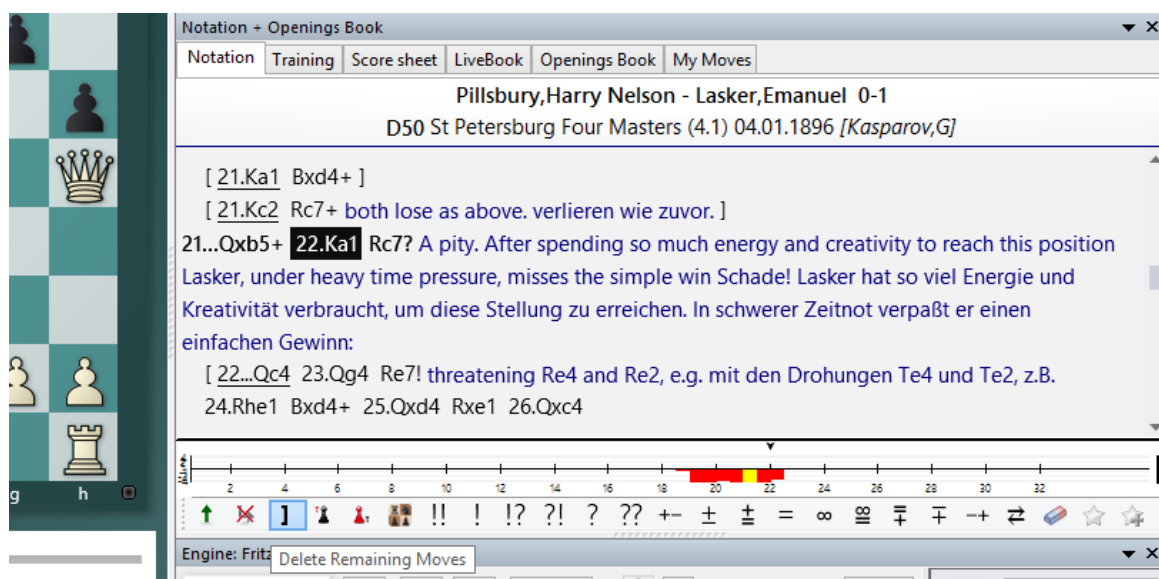 Notation + Openings Book
Notation Training Score sheet LiveBook Openings Book My Moves
Pillsbury,Harry Nelson - Lasker,Emanuel 0-1
D50 St Petersburg Four Masters (4.1) 04.01.1896 [Kasparov,G]
[ 21.Ka1 Bxd4+ ]
[ 21.Kc2 Rc7+ both lose as above. verlieren wie zuvor. ]
21...Qxb5+ 22.Ka1 Rc7? A pity. After spending so much energy and creativity to reach this position
Lasker, under heavy time pressure, misses the simple win Schade! Lasker hat so viel Energie und
Kreativität verbraucht, um diese Stellung zu erreichen. In schwerer Zeitnot verpaßt er einen
einfachen Gewinn:
[ 22...Qc4 23.Qg4 Re7! threatening Re4 and Re2, e.g. mit den Drohungen Te4 und Te2, z.B.
24.Rhe1 Bxd4+ 25.Qxd4 Rxe1 26.Qxc4
2 4 6 8 10 12 14 16 18 20 22 24 26 28 30 32
g h
] !! ! !? ?! ? ?? +− ± ⩲ = ∞ ⯹ ⩱ ∓ −+ ⇄
Engine: Fritz
Delete Remaining Moves